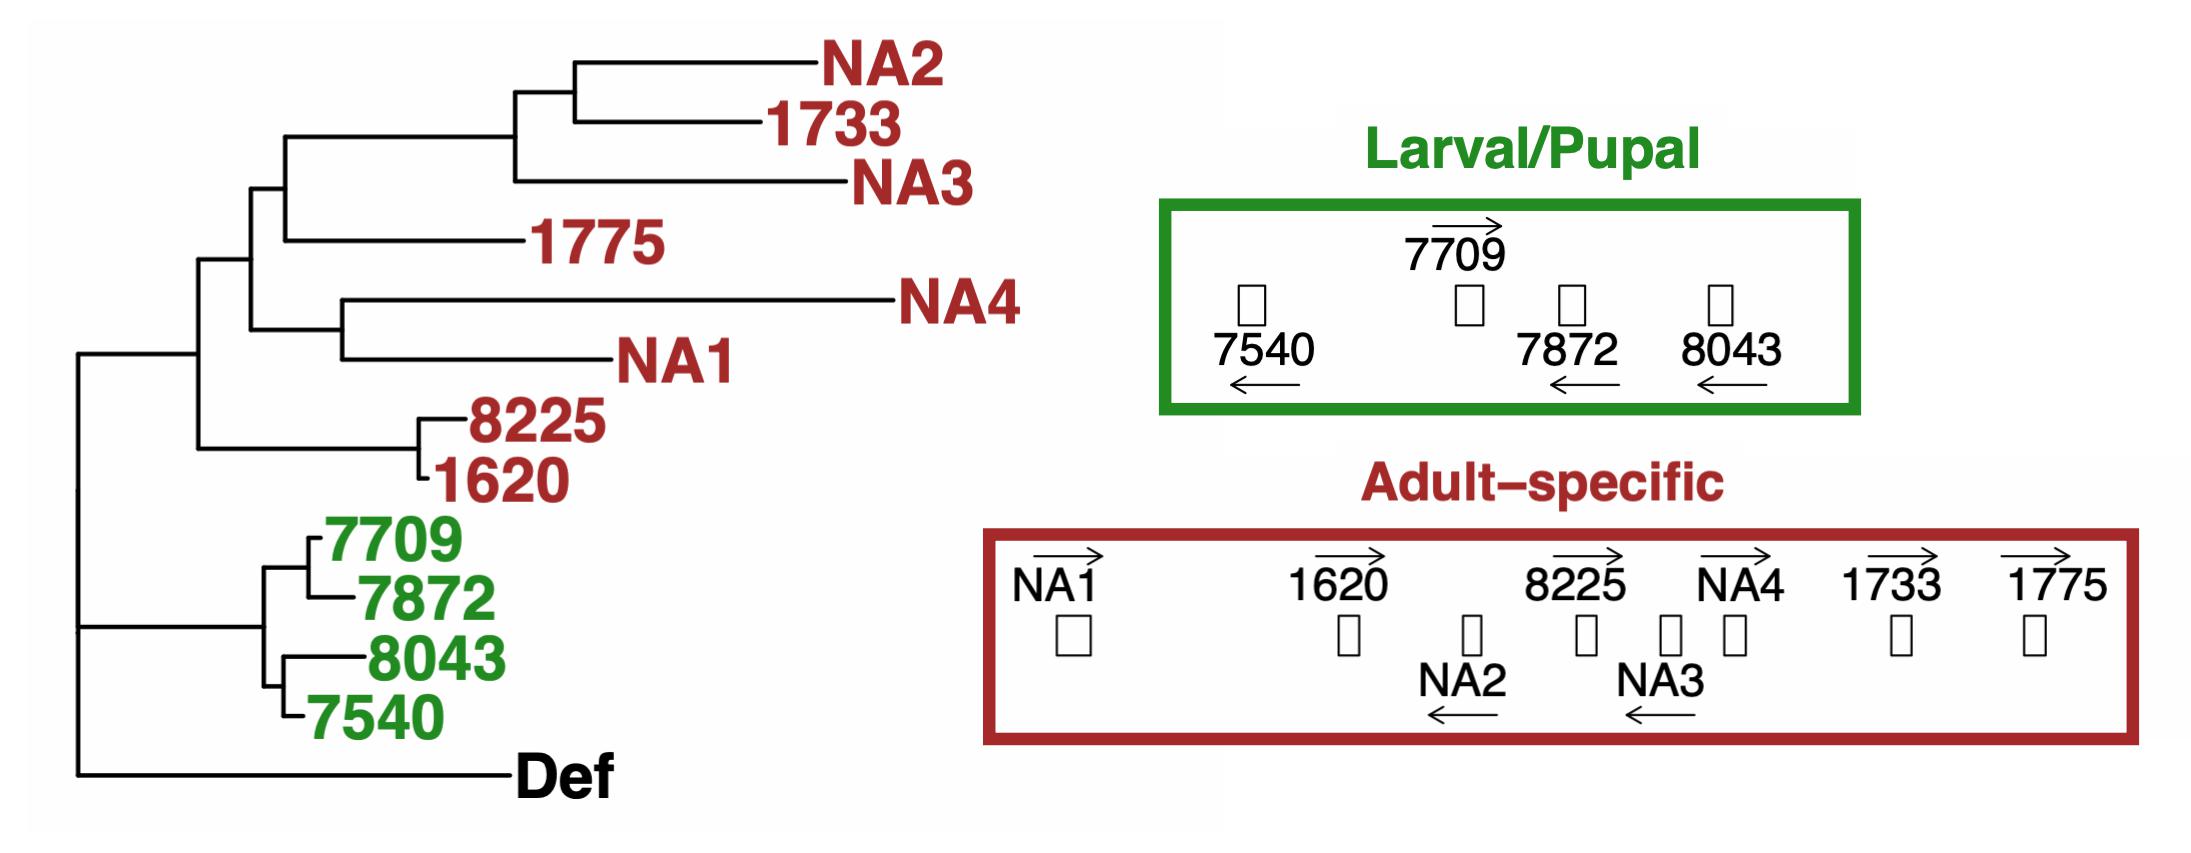 NA2
1733
NA3
1775
NA4
NA1
8225
1620
7709
7872
8043
7540
Def
Larval/Pupal
7709
7540 7872 8043
Adult–specific
NA1 1620 8225 NA4 1733 1775
NA2 NA3